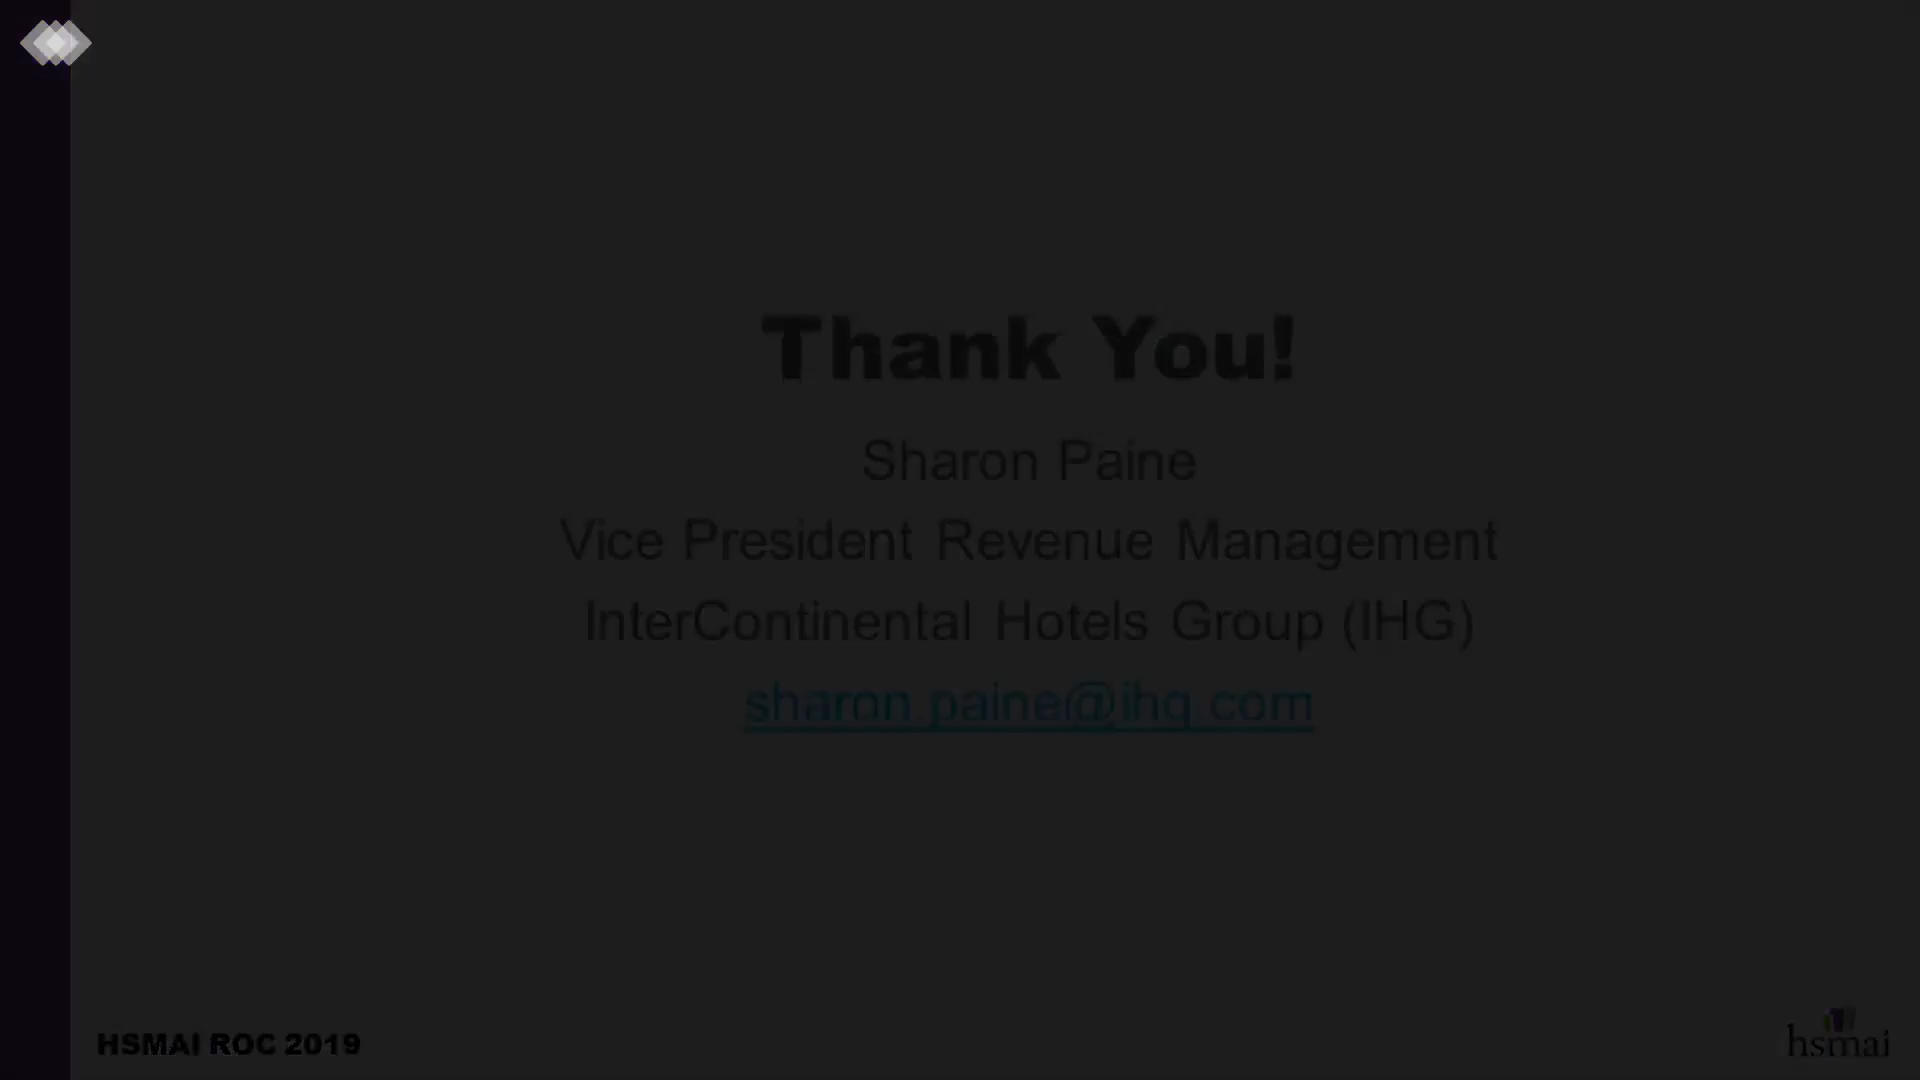 Thank You!
Sharon Paine
Vice President Revenue Management
InterContinental Hotels Group (IHG)
sharon.paine@ihg.com
HSMAI ROC 2019
hsmai